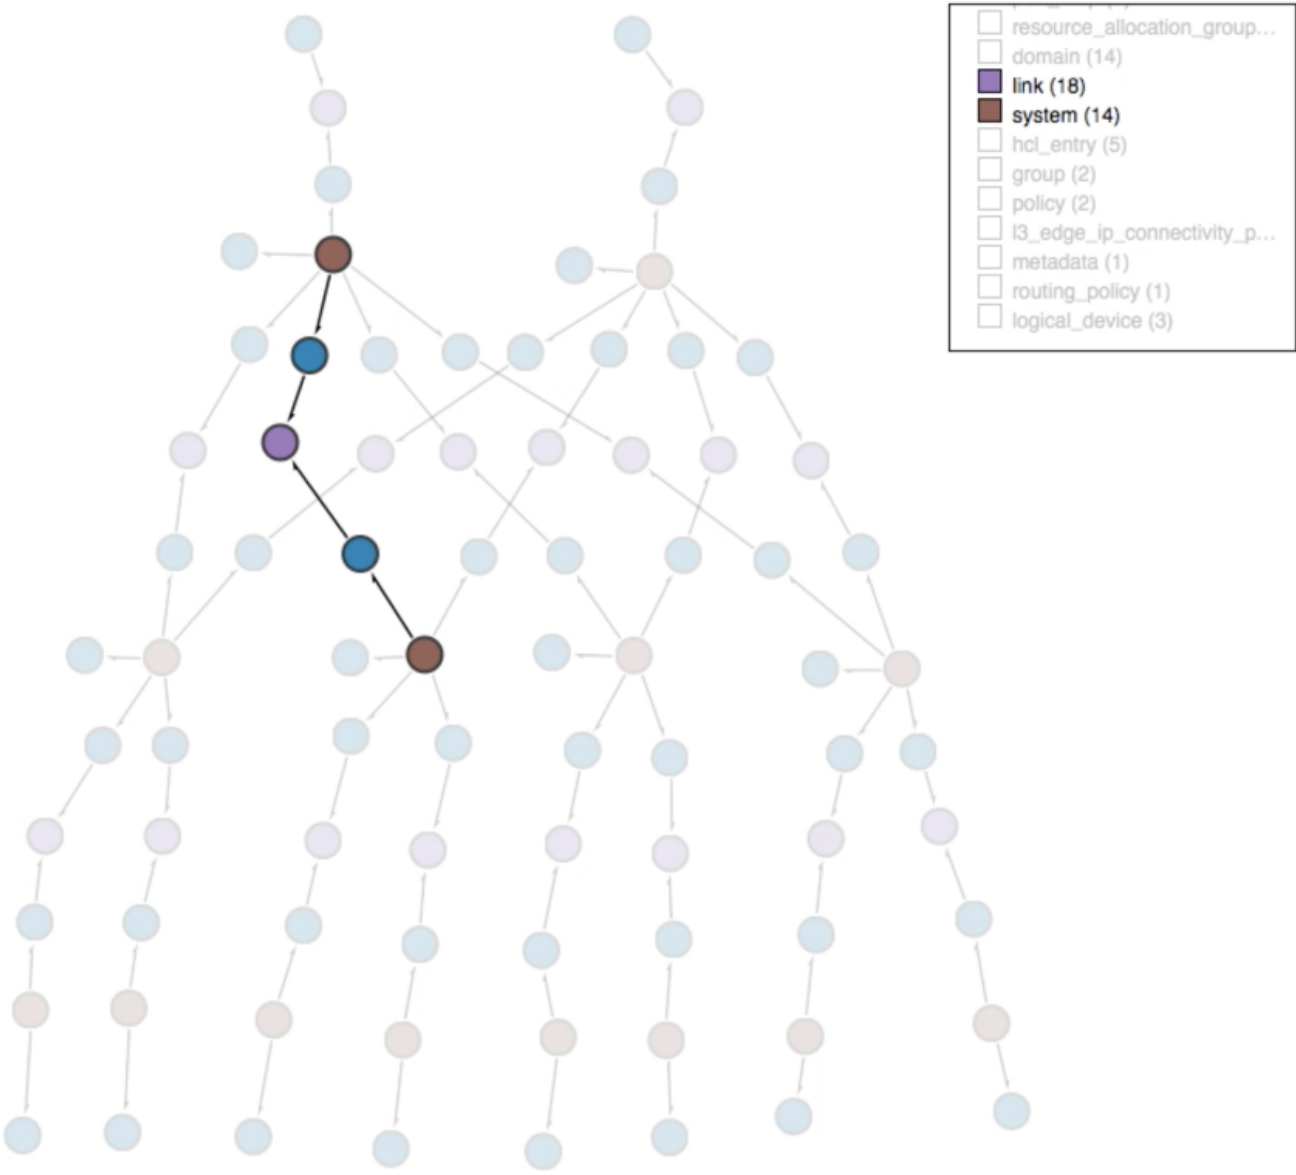 resource_allocation_group...
domain (14)
link (18)
system (14)
hcl_entry (5)
group (2)
policy (2)
l3_edge_ip_connectivity_p...
metadata (1)
routing_policy (1)
logical_device (3)